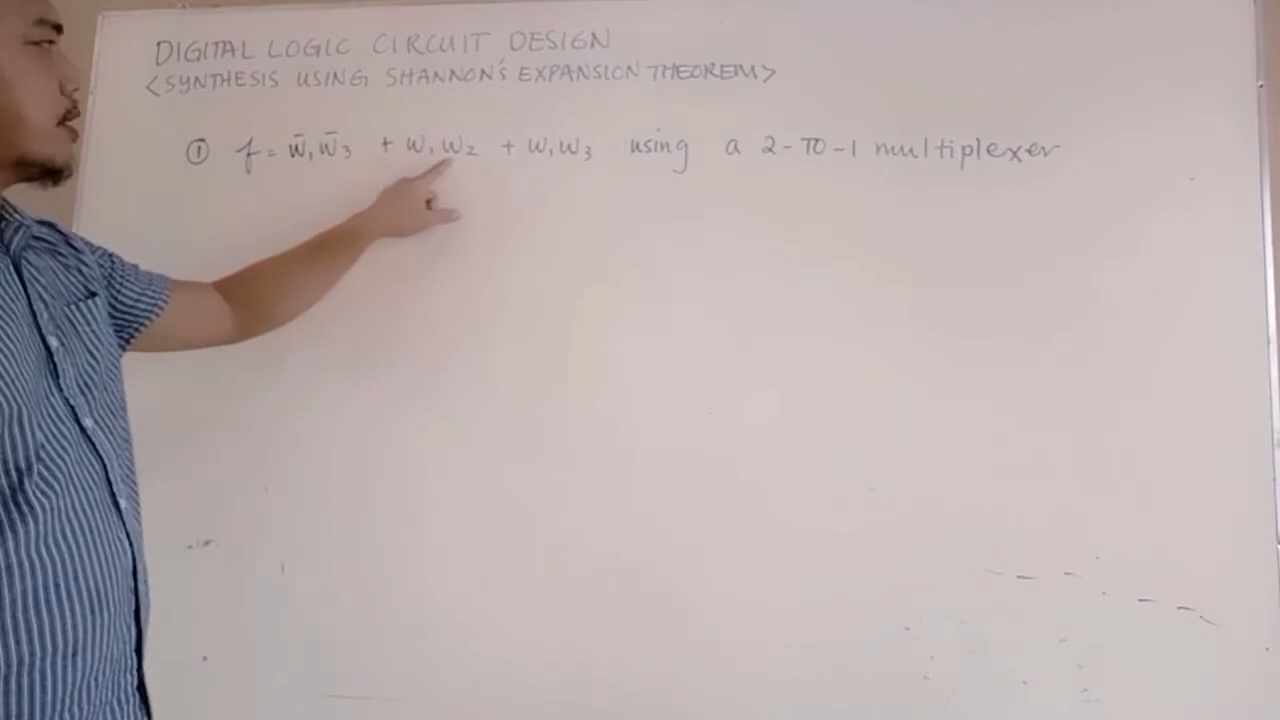 DIGITAL LOGIC CIRCUIT DESIGN
<SYNTHESIS USING SHANNON'S EXPANSION THEOREM>
① f = w̄₁w̄₃ + w₁w₂ + w₁w₃ using a 2-TO-1 multiplexer